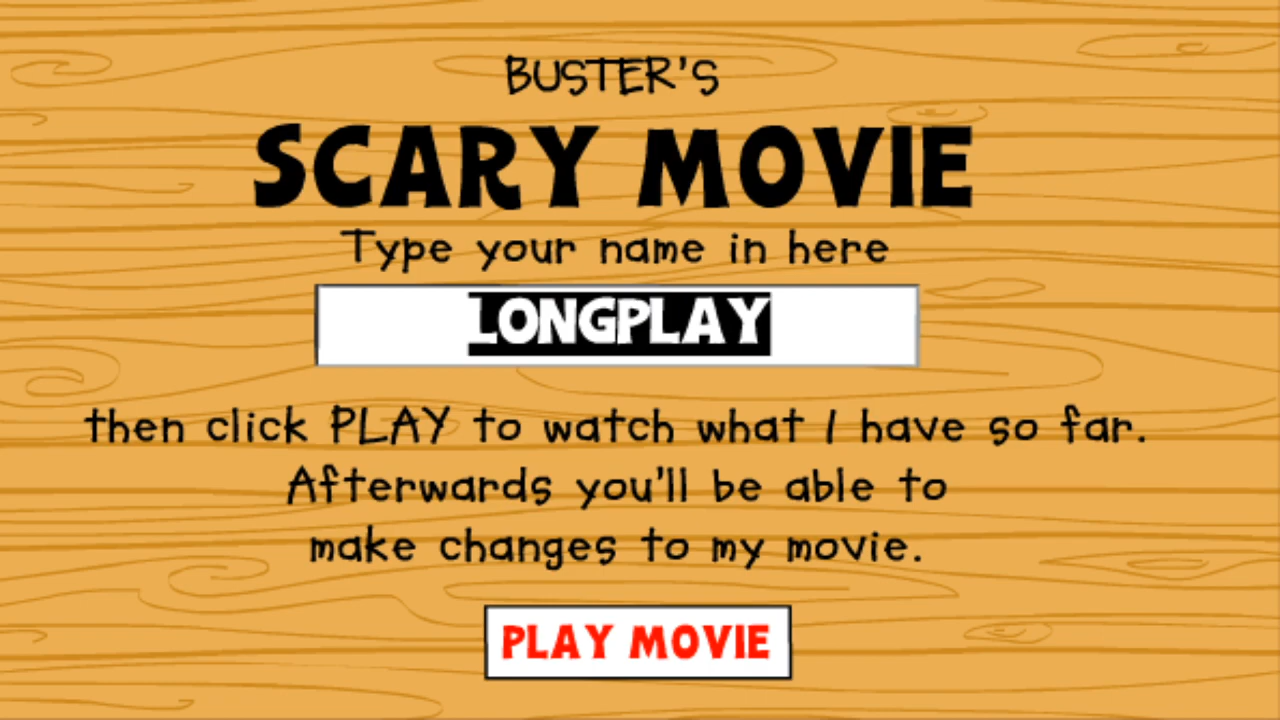 BUSTER'S
SCARY MOVIE
Type your name in here
LONGPLAY
then click PLAY to watch what I have so far.
Afterwards you'll be able to
make changes to my movie.
PLAY MOVIE